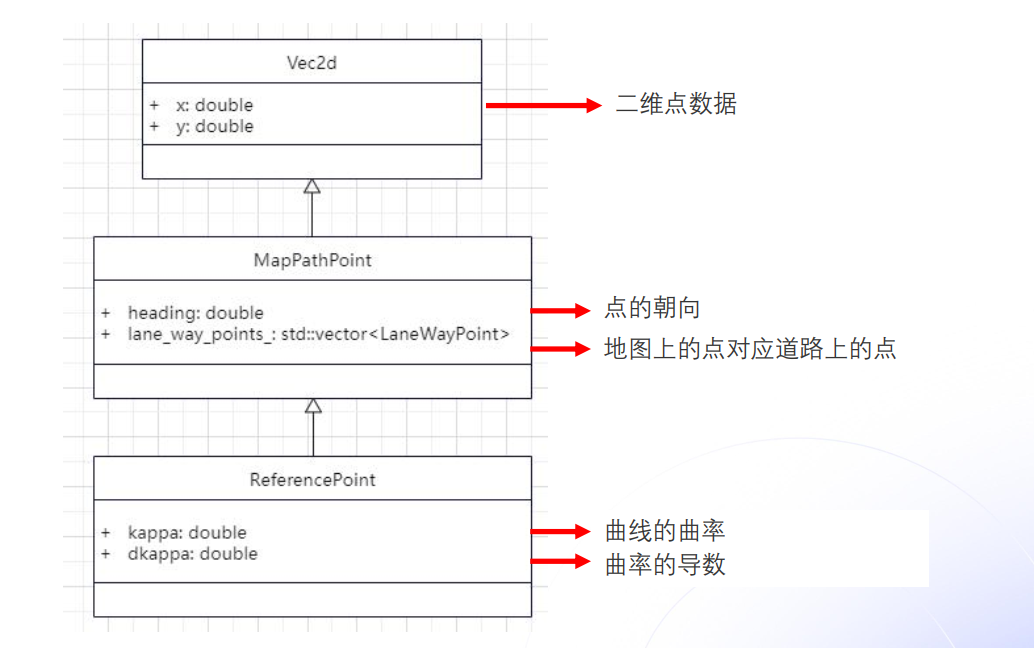 Vec2d
+ x: double
+ y: double
二维点数据
MapPathPoint
+ heading: double
点的朝向
+ lane_way_points_: std::vector<LaneWayPoint>
地图上的点对应道路上的点
ReferencePoint
+ kappa: double
曲线的曲率
+ dkappa: double
曲率的导数